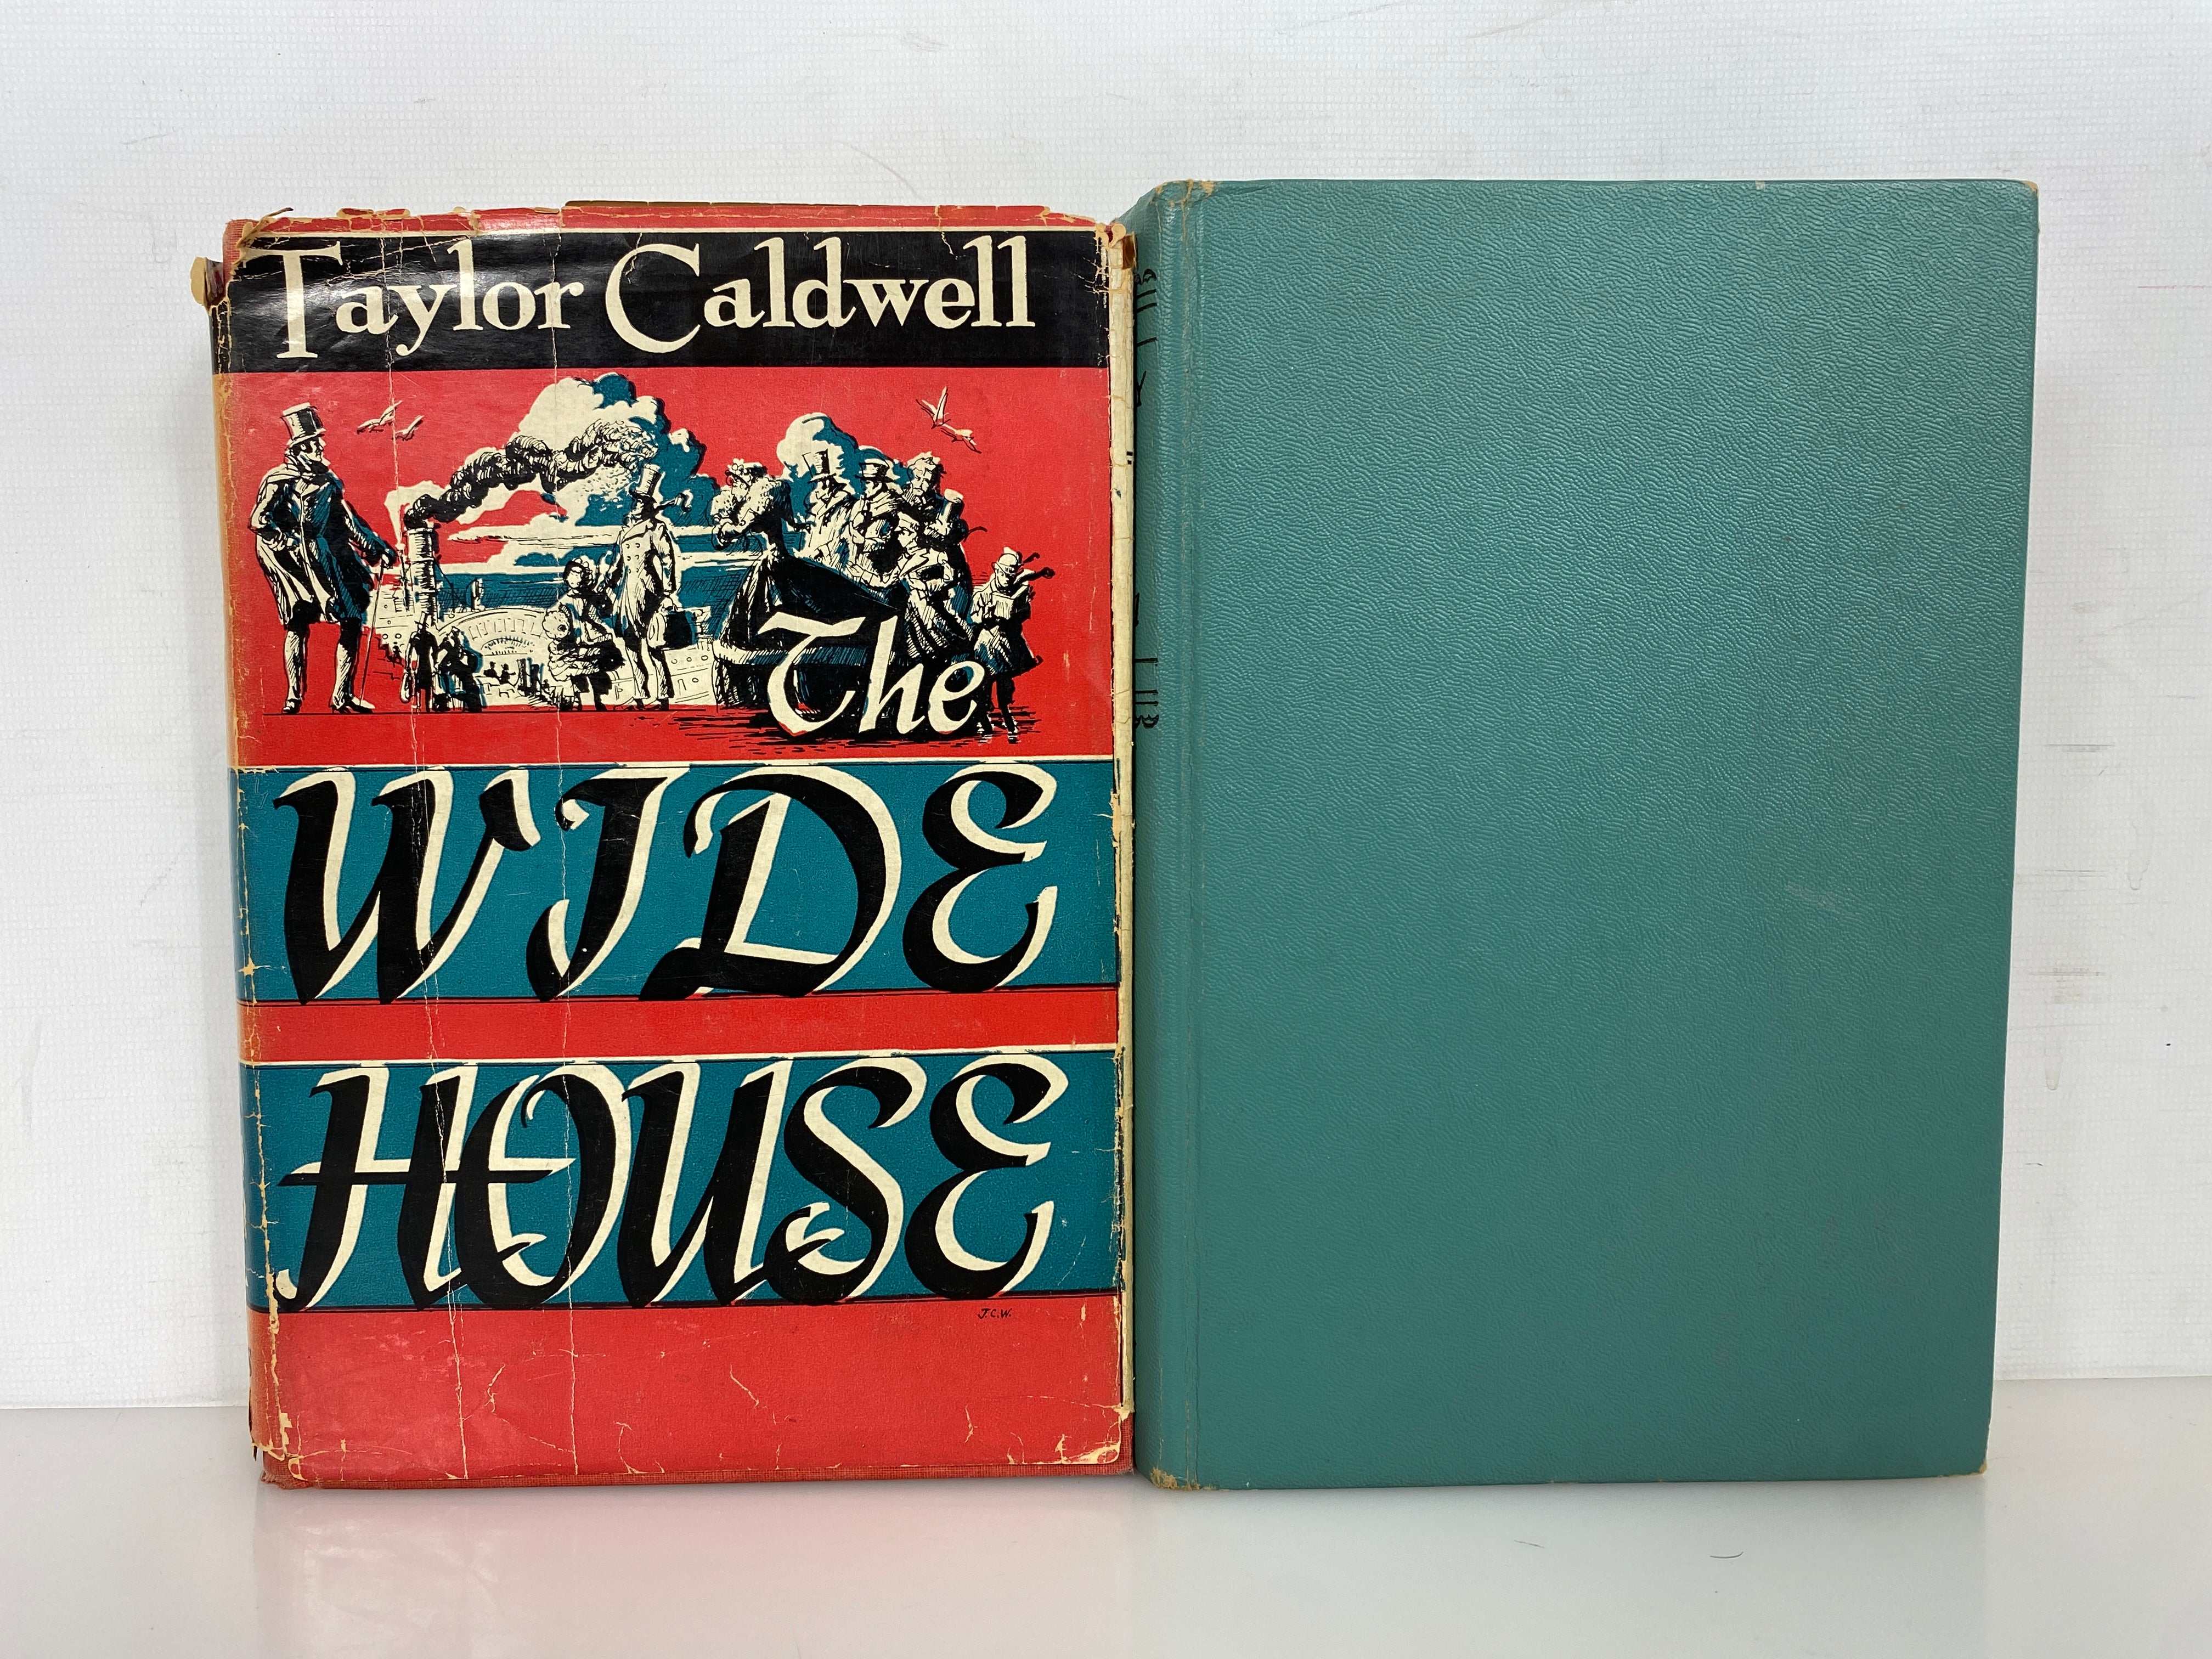 Taylor Caldwell
The
WIDE
HOUSE
J.C.W.